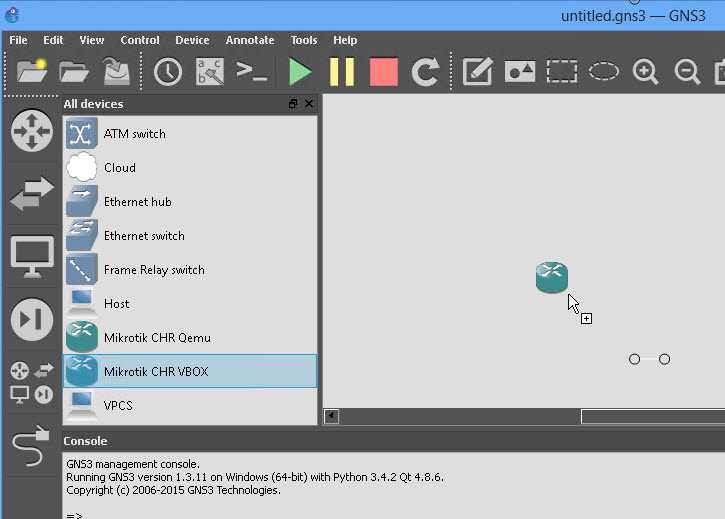 untitled.gns3 — GNS3
File Edit View Control Device Annotate Tools Help
All devices
ATM switch
Cloud
Ethernet hub
Ethernet switch
Frame Relay switch
Host
Mikrotik CHR Qemu
Mikrotik CHR VBOX
VPCS
Console
GNS3 management console.
Running GNS3 version 1.3.11 on Windows (64-bit) with Python 3.4.2 Qt 4.8.6.
Copyright (c) 2006-2015 GNS3 Technologies.
=>